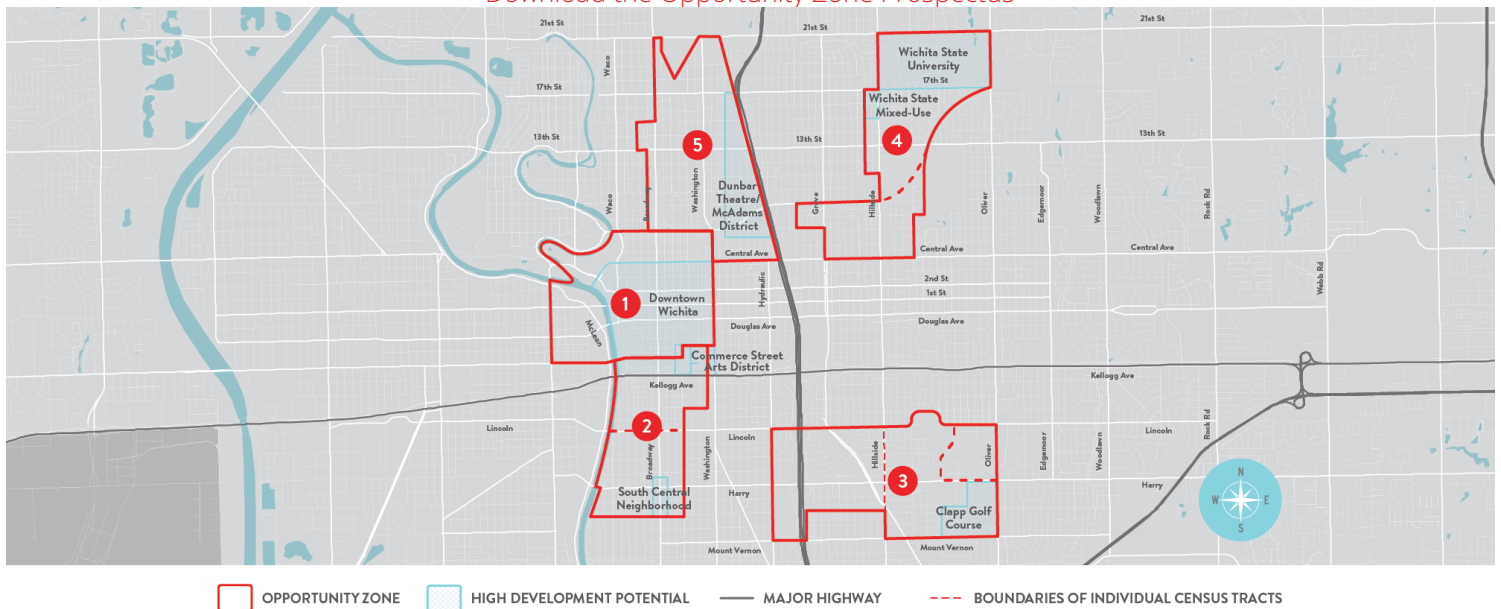 Download the Opportunity Zone Prospectus
21st St
21st St
21st St
Waco
Wichita State
University
17th St
17th St
Wichita State
Mixed-Use
13th St
5
13th St
4
13th St
Waco
Broadway
Washington
Dunbar
Theatre/
McAdams
District
Grove
Hillside
Oliver
Edgemoor
Woodlawn
Rock Rd
Central Ave
Central Ave
Central Ave
Webb Rd
Hydraulic
2nd St
1st St
1
Downtown
Wichita
McLean
Douglas Ave
Douglas Ave
Commerce Street
Arts District
Kellogg Ave
Kellogg Ave
2
Lincoln
Lincoln
Lincoln
Broadway
Washington
Hillside
Oliver
Edgemoor
Woodlawn
Rock Rd
3
Harry
Harry
South Central
Neighborhood
Clapp Golf
Course
Mount Vernon
Mount Vernon
N
W
E
S
OPPORTUNITY ZONE
HIGH DEVELOPMENT POTENTIAL
MAJOR HIGHWAY
BOUNDARIES OF INDIVIDUAL CENSUS TRACTS